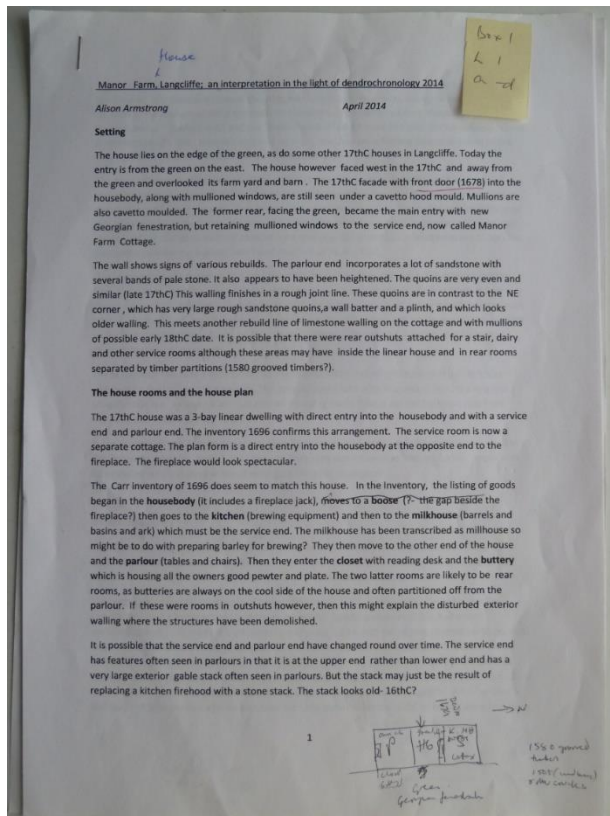 Box 1
L 1
a - d
House
Manor Farm, Langcliffe; an interpretation in the light of dendrochronology 2014
Alison Armstrong April 2014
Setting
The house lies on the edge of the green, as do some other 17thC houses in Langcliffe. Today the
entry is from the green on the east. The house however faced west in the 17thC and away from
the green and overlooked its farm yard and barn . The 17thC facade with front door (1678) into the
housebody, along with mullioned windows, are still seen under a cavetto hood mould. Mullions are
also cavetto moulded. The former rear, facing the green, became the main entry with new
Georgian fenestration, but retaining mullioned windows to the service end, now called Manor
Farm Cottage.
The wall shows signs of various rebuilds. The parlour end incorporates a lot of sandstone with
several bands of pale stone. It also appears to have been heightened. The quoins are very even and
similar (late 17thC) This walling finishes in a rough joint line. These quoins are in contrast to the NE
corner , which has very large rough sandstone quoins,a wall batter and a plinth, and which looks
older walling. This meets another rebuild line of limestone walling on the cottage and with mullions
of possible early 18thC date. It is possible that there were rear outshuts attached for a stair, dairy
and other service rooms although these areas may have inside the linear house and in rear rooms
separated by timber partitions (1580 grooved timbers?).
The house rooms and the house plan
The 17thC house was a 3-bay linear dwelling with direct entry into the housebody and with a service
end and parlour end. The inventory 1696 confirms this arrangement. The service room is now a
separate cottage. The plan form is a direct entry into the housebody at the opposite end to the
fireplace. The fireplace would look spectacular.
The Carr inventory of 1696 does seem to match this house. In the Inventory, the listing of goods
began in the housebody (it includes a fireplace jack), moves to a boose (?- the gap beside the
fireplace?) then goes to the kitchen (brewing equipment) and then to the milkhouse (barrels and
basins and ark) which must be the service end. The milkhouse has been transcribed as millhouse so
might be to do with preparing barley for brewing? They then move to the other end of the house
and the parlour (tables and chairs). Then they enter the closet with reading desk and the buttery
which is housing all the owners good pewter and plate. The two latter rooms are likely to be rear
rooms, as butteries are always on the cool side of the house and often partitioned off from the
parlour. If these were rooms in outshuts however, then this might explain the disturbed exterior
walling where the structures have been demolished.
It is possible that the service end and parlour end have changed round over time. The service end
has features often seen in parlours in that it is at the upper end rather than lower end and has a
very large exterior gable stack often seen in parlours. But the stack may just be the result of
replacing a kitchen firehood with a stone stack. The stack looks old- 16thC?
1
N
P
Hb
S
Green
Georgian